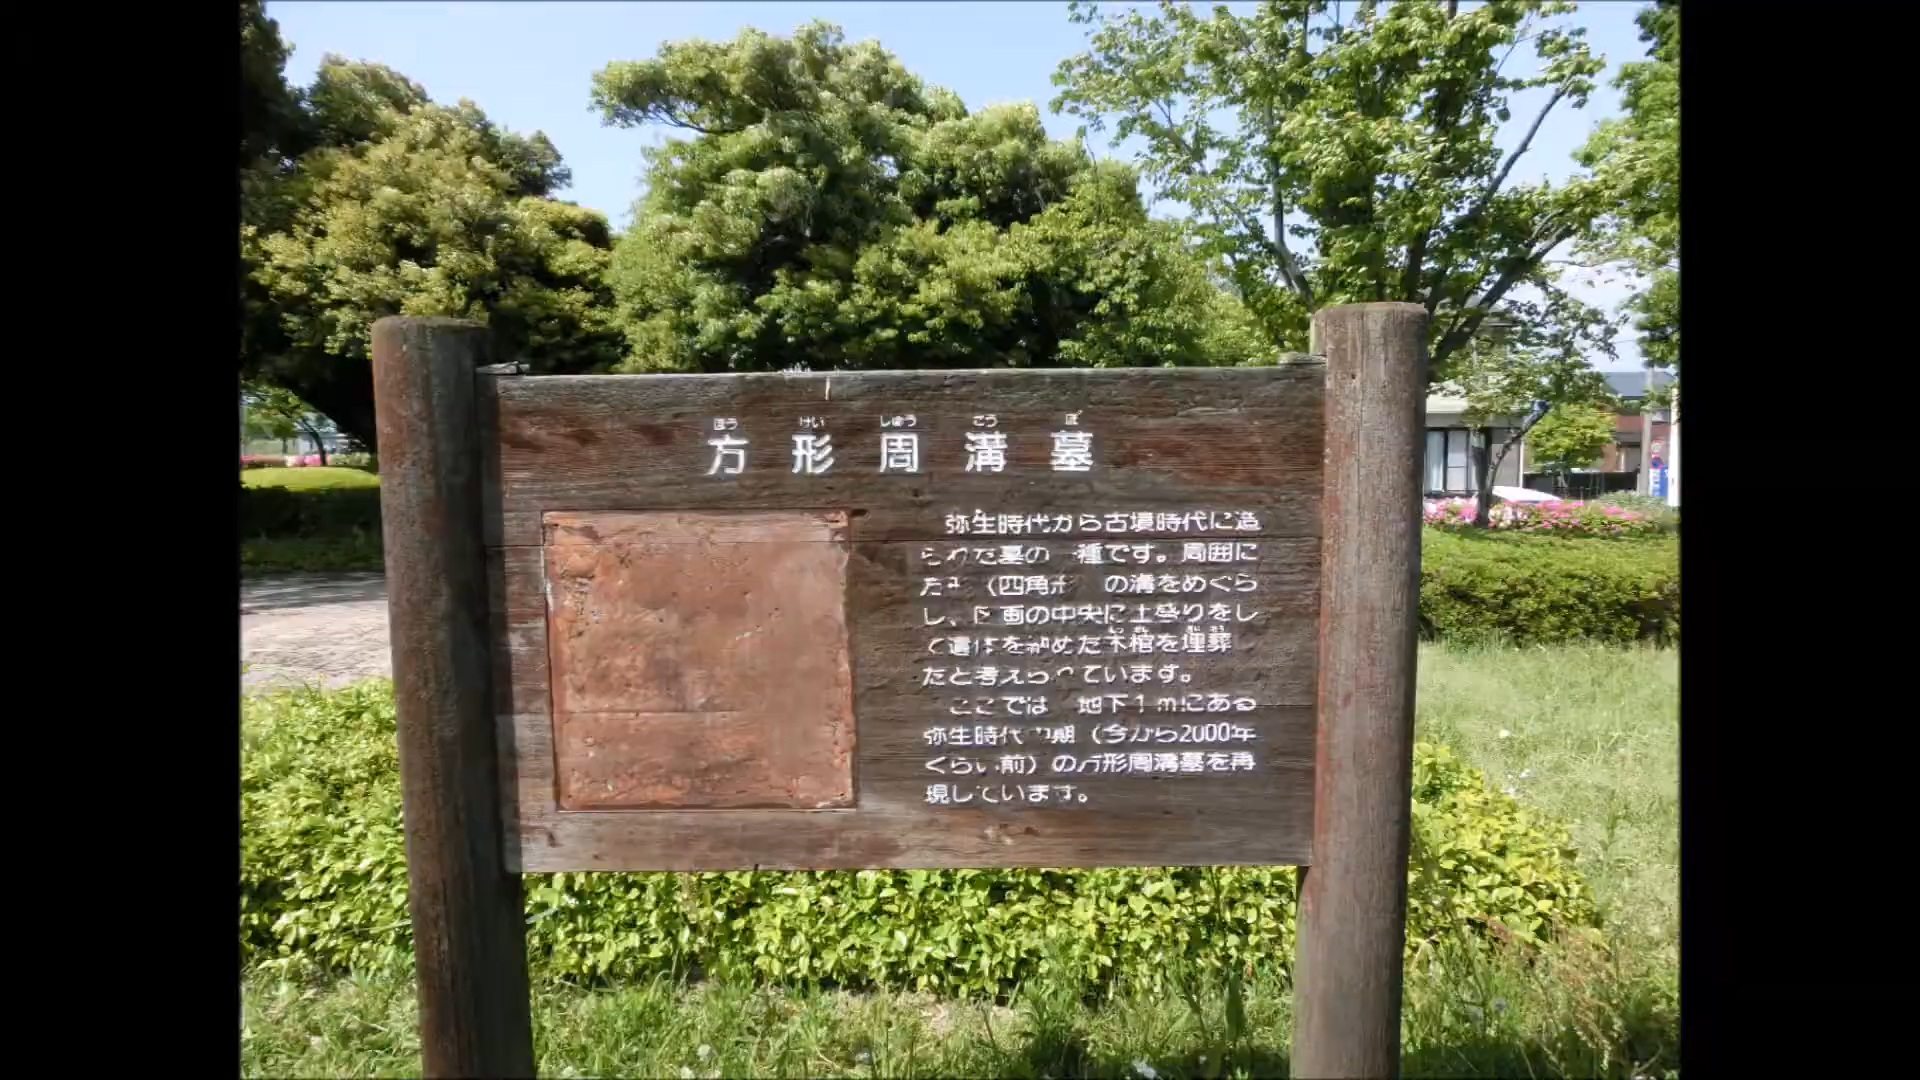 ほう けい しゅう こう ぼ
方形周溝墓
弥生時代から古墳時代に造
られた墓の一種です。周囲に
(四角形)の溝をめぐら
し、区画の中央に土盛りをし
て遺体を納めた木棺を埋葬し
たと考えられています。
ここでは 地下1mにある
弥生時代中期(今から2000年
くらい前)の方形周溝墓を再
現しています。